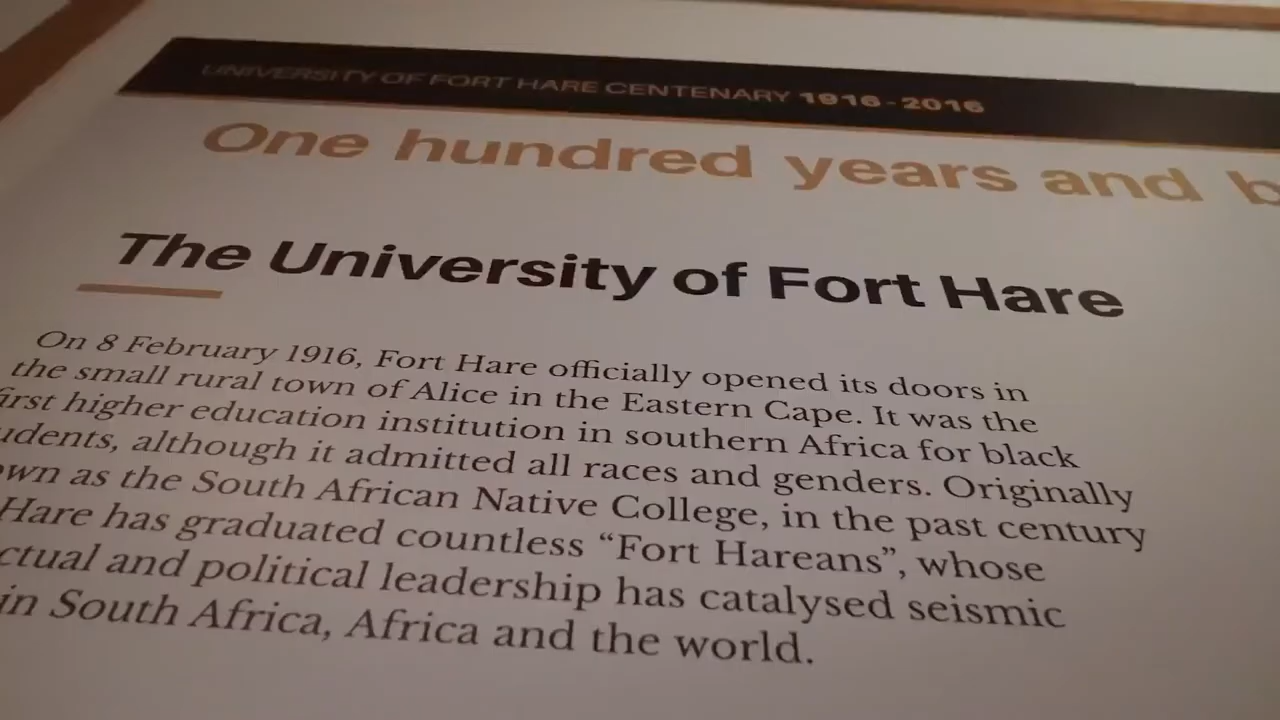 UNIVERSITY OF FORT HARE CENTENARY 1916-2016
One hundred years and
The University of Fort Hare
On 8 February 1916, Fort Hare officially opened its doors in
the small rural town of Alice in the Eastern Cape. It was the
first higher education institution in southern Africa for black
udents, although it admitted all races and genders. Originally
wn as the South African Native College, in the past century
Hare has graduated countless “Fort Hareans”, whose
ctual and political leadership has catalysed seismic
in South Africa, Africa and the world.